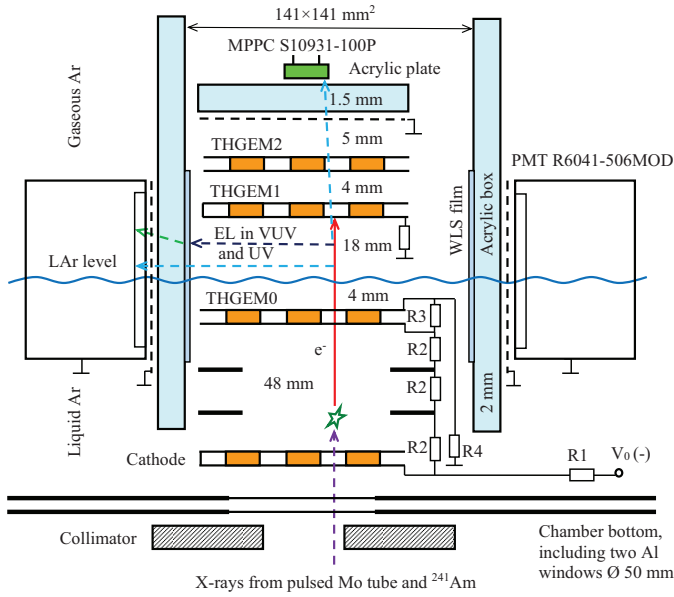 141×141 mm²
MPPC S10931-100P
Acrylic plate
1.5 mm
Gaseous Ar
5 mm
THGEM2
PMT R6041-506MOD
4 mm
THGEM1
WLS film
Acrylic box
EL in VUV
and UV
18 mm
LAr level
THGEM0
4 mm
R3
R2
e-
R2
48 mm
2 mm
Liquid Ar
R2
R4
Cathode
R1
V₀ (-)
Collimator
Chamber bottom,
including two Al
windows Ø 50 mm
X-rays from pulsed Mo tube and ²⁴¹Am